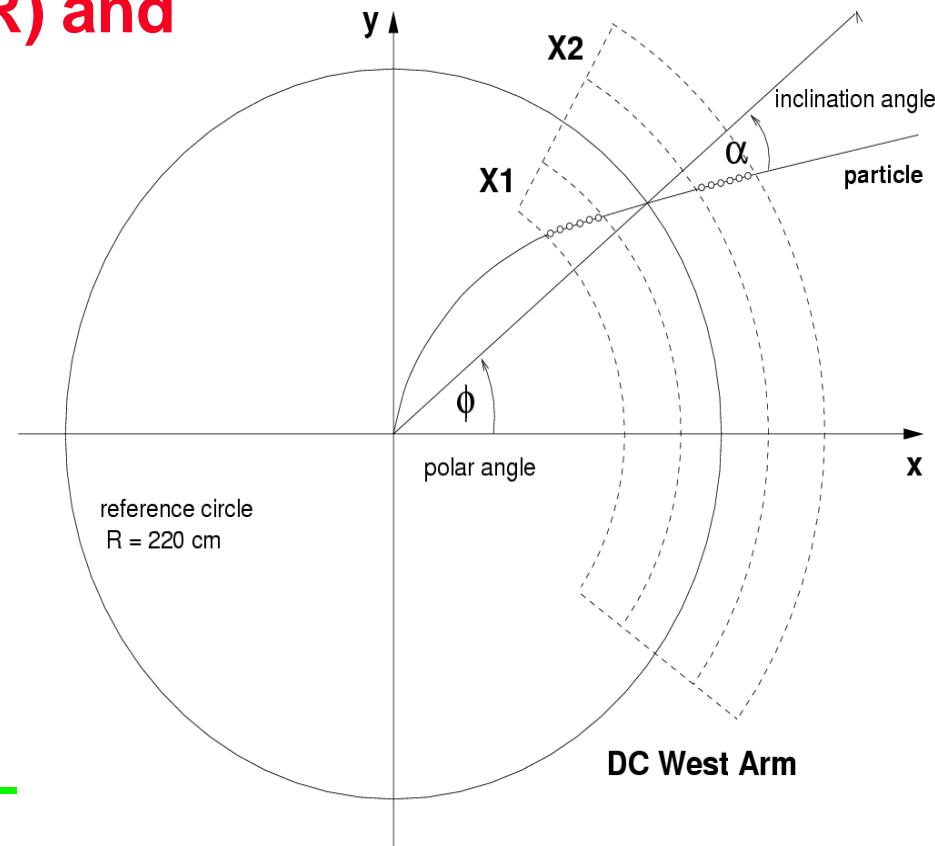 R) and
y
X2
inclination angle
α
particle
X1
ϕ
x
polar angle
reference circle
R = 220 cm
DC West Arm